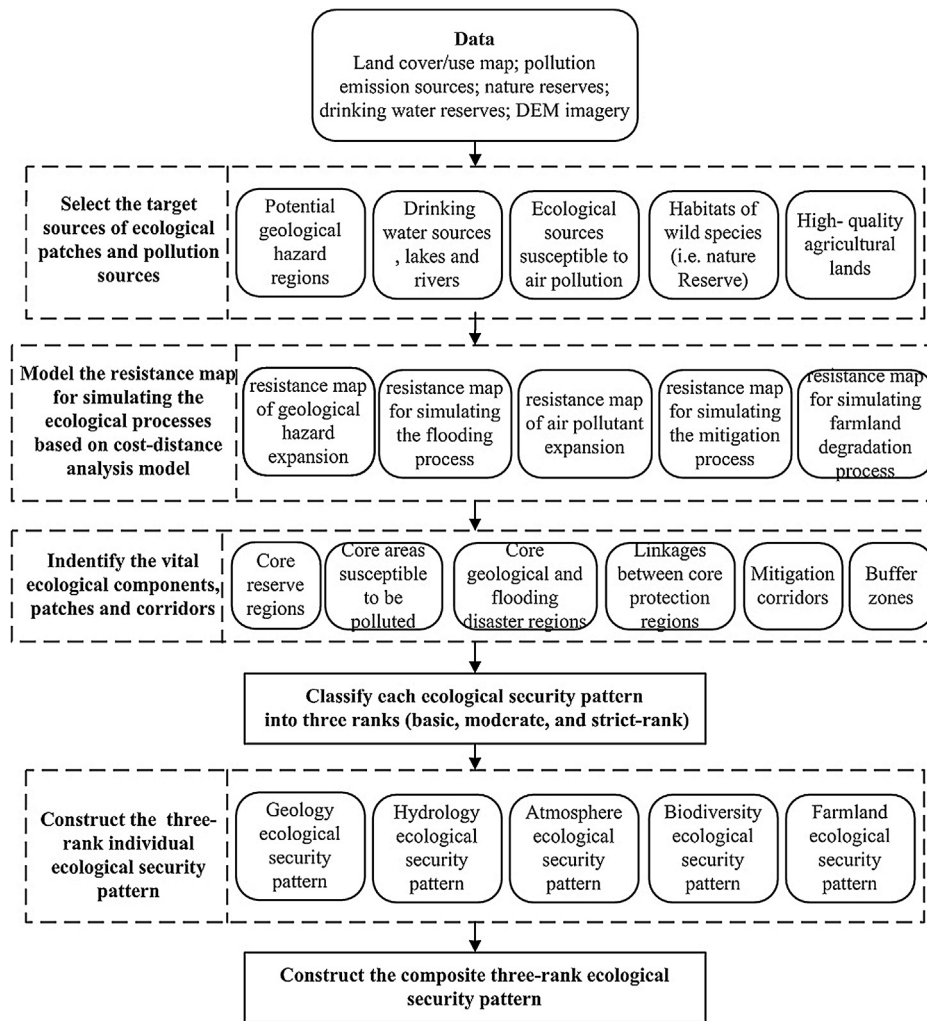 Data
Land cover/use map; pollution
emission sources; nature reserves;
drinking water reserves; DEM imagery
Select the target
sources of ecological
patches and pollution
sources
Potential
geological
hazard
regions
Drinking
water sources
, lakes and
rivers
Ecological
sources
susceptible to
air pollution
Habitats of
wild species
(i.e. nature
Reserve)
High- quality
agricultural
lands
Model the resistance map
for simulating the
ecological processes
based on cost-distance
analysis model
resistance map
of geological
hazard
expansion
resistance map
for simulating
the flooding
process
resistance map
of air pollutant
expansion
resistance map
for simulating
the mitigation
process
resistance map
for simulating
farmland
degradation
process
Indentify the vital
ecological components,
patches and corridors
Core
reserve
regions
Core areas
susceptible
to be
polluted
Core
geological and
flooding
disaster regions
Linkages
between core
protection
regions
Mitigation
corridors
Buffer
zones
Classify each ecological security pattern
into three ranks (basic, moderate, and strict-rank)
Construct the three-
rank individual
ecological security
pattern
Geology
ecological
security
pattern
Hydrology
ecological
security
pattern
Atmosphere
ecological
security
pattern
Biodiversity
ecological
security
pattern
Farmland
ecological
security
pattern
Construct the composite three-rank ecological
security pattern